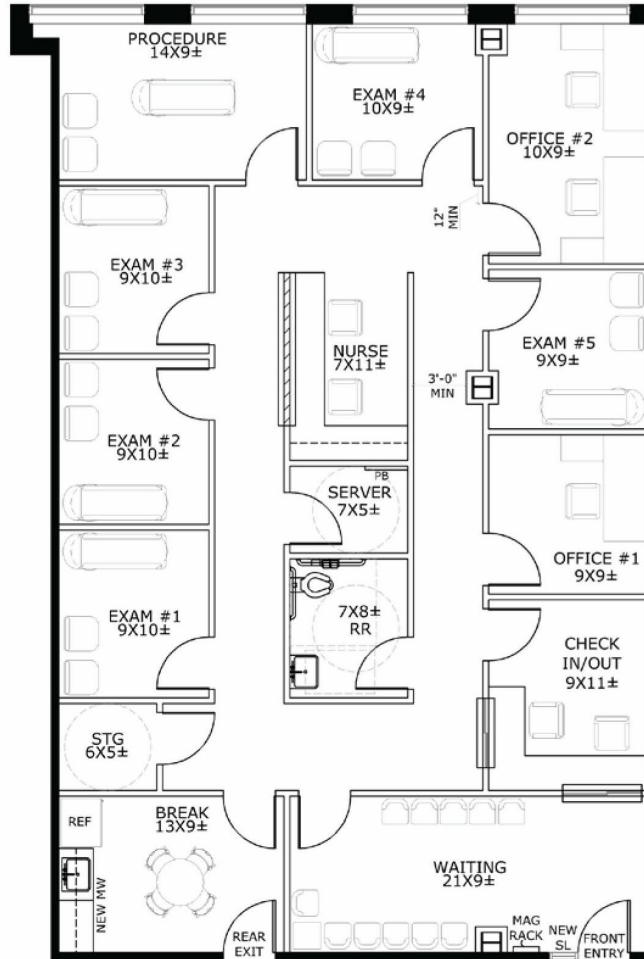 PROCEDURE
14X9±
EXAM #4
10X9±
OFFICE #2
10X9±
12"
MIN
EXAM #3
9X10±
NURSE
7X11±
EXAM #5
9X9±
3'-0"
MIN
EXAM #2
9X10±
PB
SERVER
7X5±
OFFICE #1
9X9±
EXAM #1
9X10±
7X8±
RR
CHECK
IN/OUT
9X11±
STG
6X5±
BREAK
13X9±
REF
NEW MW
WAITING
21X9±
REAR
EXIT
MAG
RACK
NEW
SL
FRONT
ENTRY